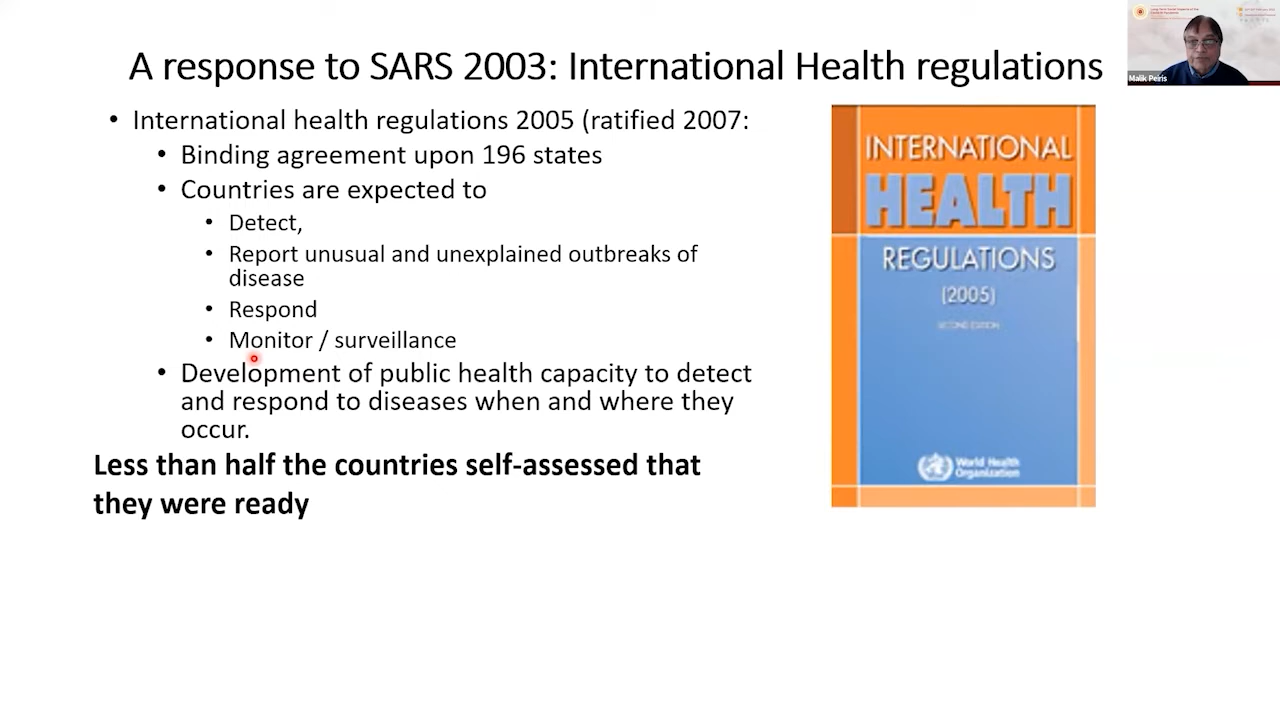 A response to SARS 2003: International Health regulations
• International health regulations 2005 (ratified 2007:
• Binding agreement upon 196 states
• Countries are expected to
• Detect,
• Report unusual and unexplained outbreaks of
disease
• Respond
• Monitor / surveillance
• Development of public health capacity to detect
and respond to diseases when and where they
occur.
Less than half the countries self-assessed that
they were ready
INTERNATIONAL
HEALTH
REGULATIONS
(2005)
SECOND EDITION
World Health
Organization
Malik Peiris